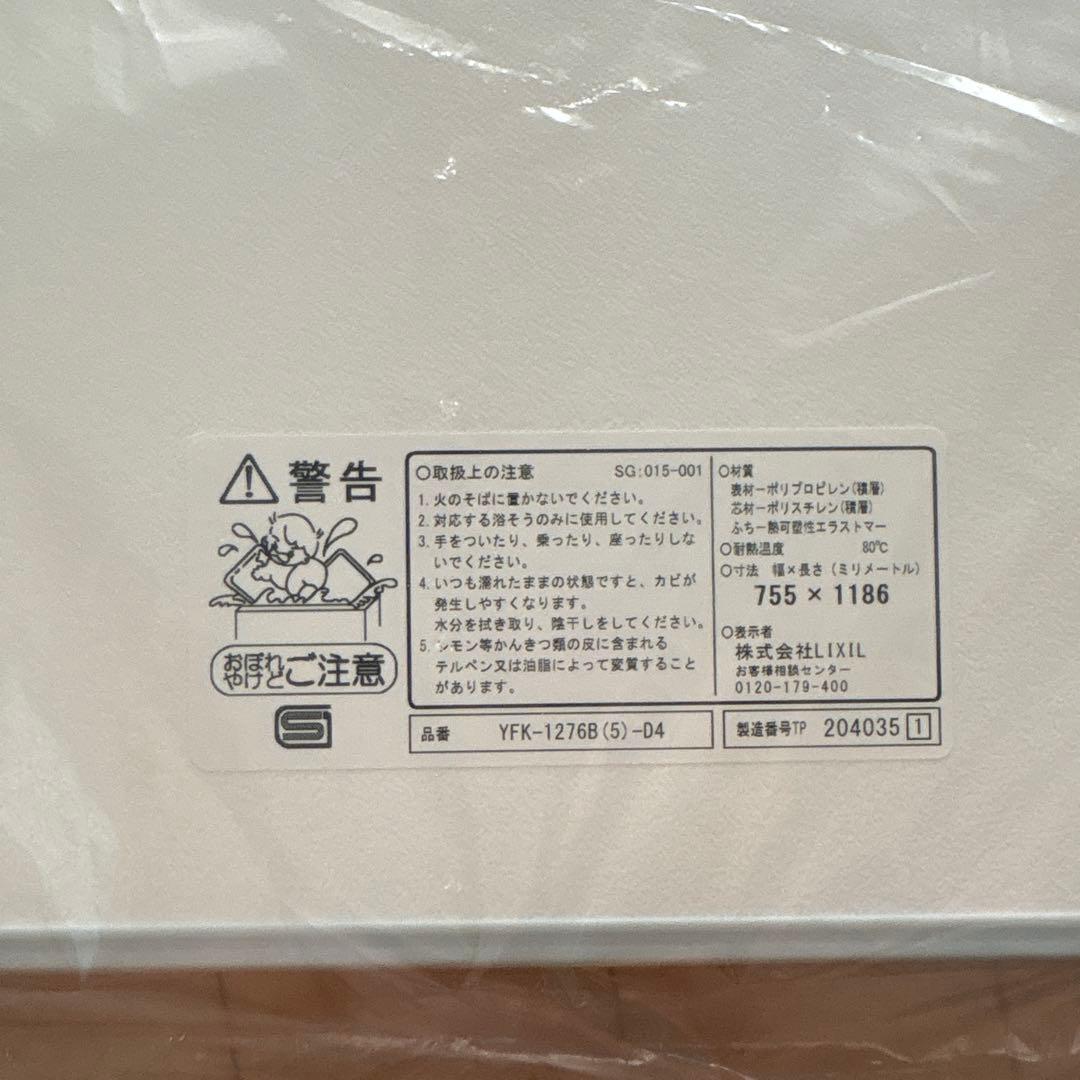 警告
おぼれ
やけど
ご注意
○取扱上の注意 SG:015-001
1. 火のそばに置かないでください。
2. 対応する浴そうのみに使用してください。
3. 手をついたり、乗ったり、座ったりしな
いでください。
4. いつも濡れたままの状態ですと、カビが
発生しやすくなります。
水分を拭き取り、陰干しをしてください。
5. レモン等かんきつ類の皮に含まれる
テルペン又は油脂によって変質すること
があります。
○材質
表材ーポリプロピレン(積層)
芯材ーポリスチレン(積層)
ふちー熱可塑性エラストマー
○耐熱温度 80℃
○寸法 幅×長さ (ミリメートル)
755 × 1186
○表示者
株式会社LIXIL
お客様相談センター
0120-179-400
品番 YFK-1276B(5)-D4
製造番号TP 204035 1